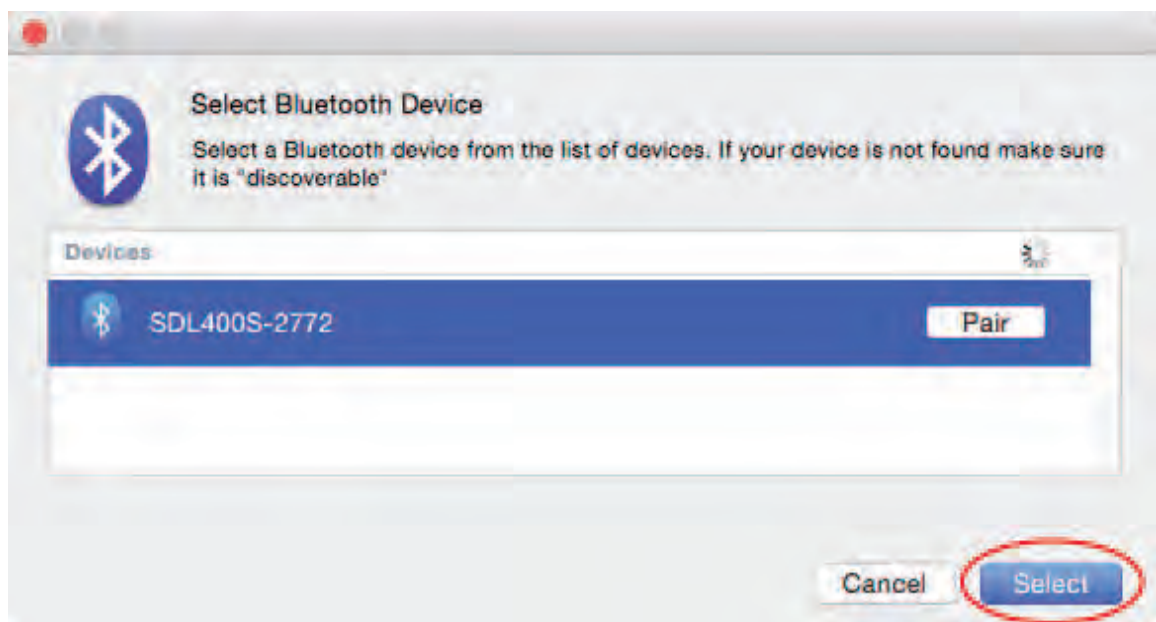 Select Bluetooth Device
Select a Bluetooth device from the list of devices. If your device is not found make sure
it is "discoverable"
Devices
SDL400S-2772
Pair
Cancel
Select